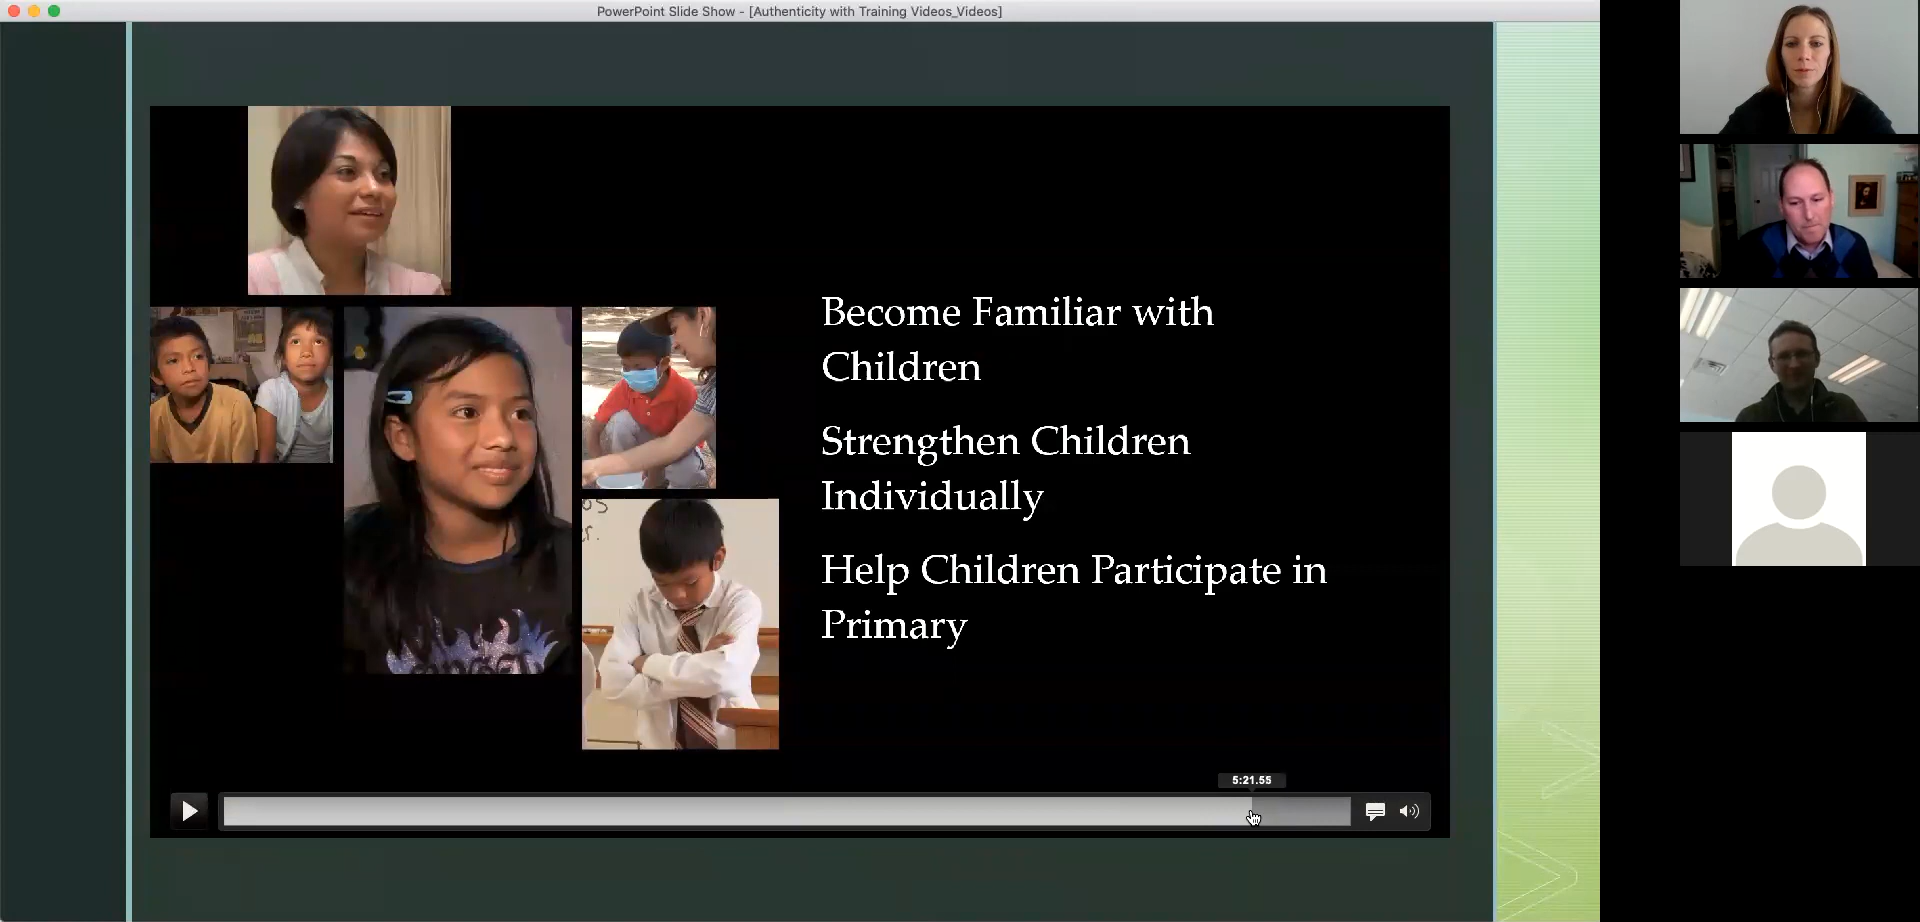 PowerPoint Slide Show - [Authenticity with Training Videos_Videos]
Become Familiar with
Children
Strengthen Children
Individually
Help Children Participate in
Primary
5:21.55